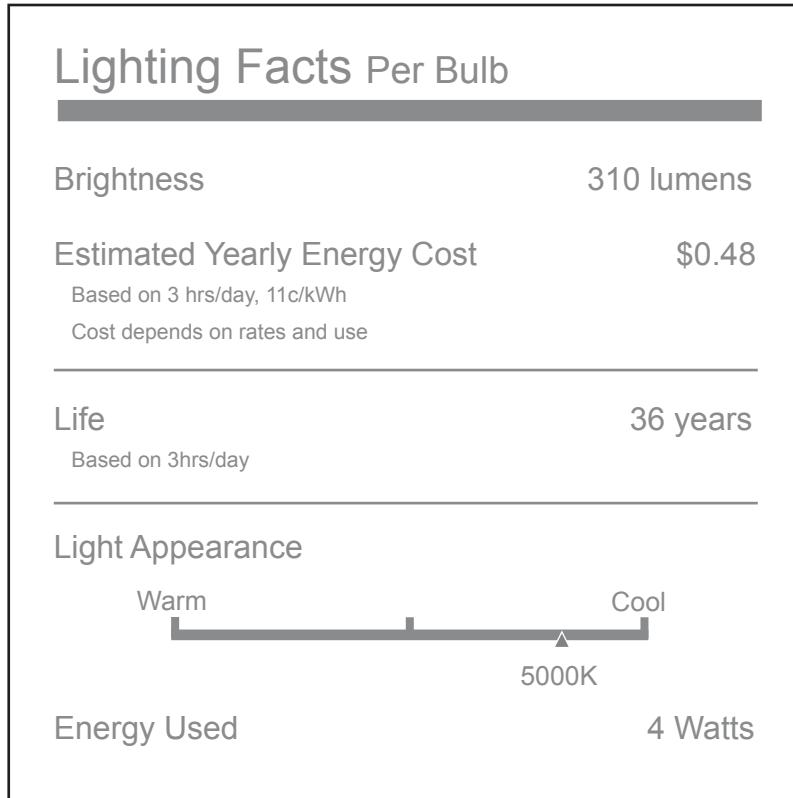 Lighting Facts Per Bulb
Brightness 310 lumens
Estimated Yearly Energy Cost $0.48
Based on 3 hrs/day, 11c/kWh
Cost depends on rates and use
Life 36 years
Based on 3hrs/day
Light Appearance
Warm Cool
5000K
Energy Used 4 Watts